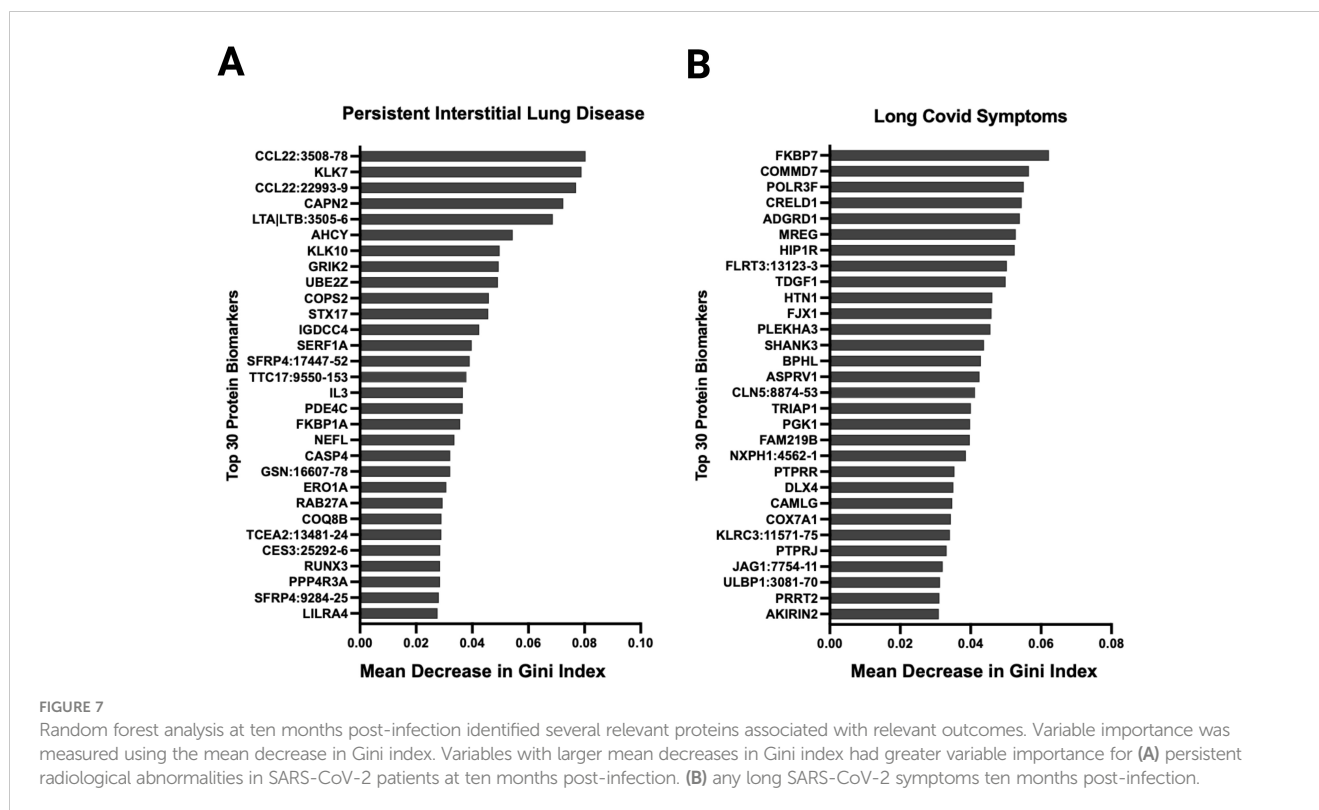 A
Persistent Interstitial Lung Disease
Top 30 Protein Biomarkers
CCL22:3508-78
KLK7
CCL22:22993-9
CAPN2
LTA|LTB:3505-6
AHCY
KLK10
GRIK2
UBE2Z
COPS2
STX17
IGDCC4
SERF1A
SFRP4:17447-52
TTC17:9550-153
IL3
PDE4C
FKBP1A
NEFL
CASP4
GSN:16607-78
ERO1A
RAB27A
COQ8B
TCEA2:13481-24
CES3:25292-6
RUNX3
PPP4R3A
SFRP4:9284-25
LILRA4
0.00 0.02 0.04 0.06 0.08 0.10
Mean Decrease in Gini Index
B
Long Covid Symptoms
Top 30 Protein Biomarkers
FKBP7
COMMD7
POLR3F
CRELD1
ADGRD1
MREG
HIP1R
FLRT3:13123-3
TDGF1
HTN1
FJX1
PLEKHA3
SHANK3
BPHL
ASPRV1
CLN5:8874-53
TRIAP1
PGK1
FAM219B
NXPH1:4562-1
PTPRR
DLX4
CAMLG
COX7A1
KLRC3:11571-75
PTPRJ
JAG1:7754-11
ULBP1:3081-70
PRRT2
AKIRIN2
0.00 0.02 0.04 0.06 0.08
Mean Decrease in Gini Index
FIGURE 7
Random forest analysis at ten months post-infection identified several relevant proteins associated with relevant outcomes. Variable importance was
measured using the mean decrease in Gini index. Variables with larger mean decreases in Gini index had greater variable importance for (A) persistent
radiological abnormalities in SARS-CoV-2 patients at ten months post-infection. (B) any long SARS-CoV-2 symptoms ten months post-infection.